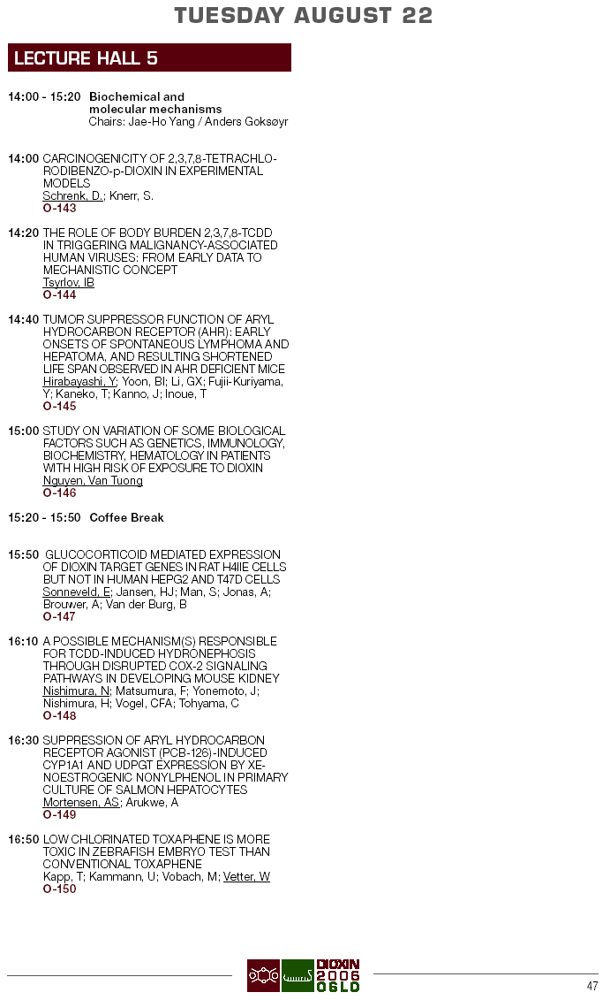 TUESDAY AUGUST 22
LECTURE HALL 5
14:00 - 15:20 Biochemical and
molecular mechanisms
Chairs: Jae-Ho Yang / Anders Goksøyr
14:00 CARCINOGENICITY OF 2,3,7,8-TETRACHLO-
RODIBENZO-p-DIOXIN IN EXPERIMENTAL
MODELS
Schrenk, D.; Knerr, S.
O-143
14:20 THE ROLE OF BODY BURDEN 2,3,7,8-TCDD
IN TRIGGERING MALIGNANCY-ASSOCIATED
HUMAN VIRUSES: FROM EARLY DATA TO
MECHANISTIC CONCEPT
Tsyrlov, IB
O-144
14:40 TUMOR SUPPRESSOR FUNCTION OF ARYL
HYDROCARBON RECEPTOR (AHR): EARLY
ONSETS OF SPONTANEOUS LYMPHOMA AND
HEPATOMA, AND RESULTING SHORTENED
LIFE SPAN OBSERVED IN AHR DEFICIENT MICE
Hirabayashi, Y; Yoon, BI; Li, GX; Fujii-Kuriyama,
Y; Kaneko, T; Kanno, J; Inoue, T
O-145
15:00 STUDY ON VARIATION OF SOME BIOLOGICAL
FACTORS SUCH AS GENETICS, IMMUNOLOGY,
BIOCHEMISTRY, HEMATOLOGY IN PATIENTS
WITH HIGH RISK OF EXPOSURE TO DIOXIN
Nguyen, Van Tuong
O-146
15:20 - 15:50 Coffee Break
15:50 GLUCOCORTICOID MEDIATED EXPRESSION
OF DIOXIN TARGET GENES IN RAT H4IIE CELLS
BUT NOT IN HUMAN HEPG2 AND T47D CELLS
Sonneveld, E; Jansen, HJ; Man, S; Jonas, A;
Brouwer, A; Van der Burg, B
O-147
16:10 A POSSIBLE MECHANISM(S) RESPONSIBLE
FOR TCDD-INDUCED HYDRONEPHOSIS
THROUGH DISRUPTED COX-2 SIGNALING
PATHWAYS IN DEVELOPING MOUSE KIDNEY
Nishimura, N; Matsumura, F; Yonemoto, J;
Nishimura, H; Vogel, CFA; Tohyama, C
O-148
16:30 SUPPRESSION OF ARYL HYDROCARBON
RECEPTOR AGONIST (PCB-126)-INDUCED
CYP1A1 AND UDPGT EXPRESSION BY XE-
NOESTROGENIC NONYLPHENOL IN PRIMARY
CULTURE OF SALMON HEPATOCYTES
Mortensen, AS; Arukwe, A
O-149
16:50 LOW CHLORINATED TOXAPHENE IS MORE
TOXIC IN ZEBRAFISH EMBRYO TEST THAN
CONVENTIONAL TOXAPHENE
Kapp, T; Kammann, U; Vobach, M; Vetter, W
O-150
DIOXIN
2006
OSLO
47